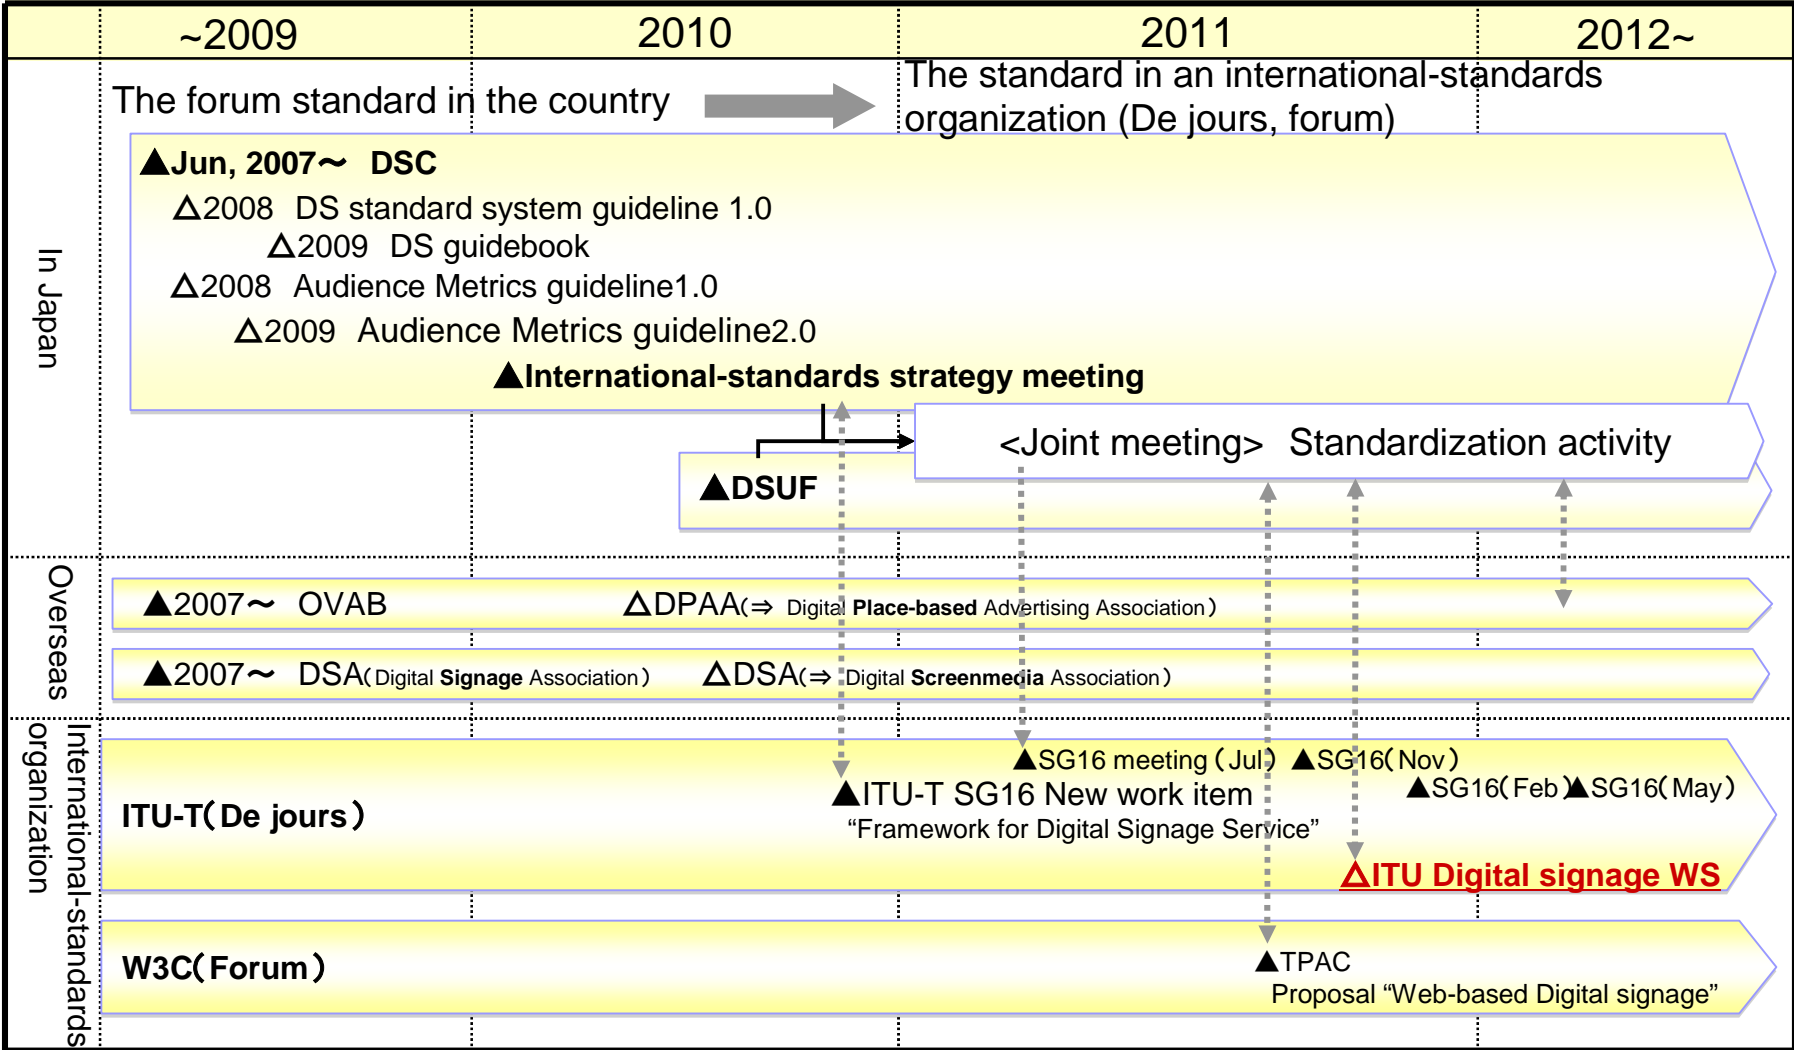 ~2009
2010
2011
2012~
The forum standard in the country
The standard in an international-standards
organization (De jours, forum)
In Japan
▲Jun, 2007～ DSC
△2008 DS standard system guideline 1.0
△2009 DS guidebook
△2008 Audience Metrics guideline1.0
△2009 Audience Metrics guideline2.0
▲International-standards strategy meeting
<Joint meeting> Standardization activity
▲DSUF
Overseas
▲2007～ OVAB
△DPAA(⇒ Digital Place-based Advertising Association)
▲2007～ DSA(Digital Signage Association)
△DSA(⇒ Digital Screenmedia Association)
International-standards
organization
ITU-T(De jours)
▲SG16 meeting (Jul)
▲SG16(Nov)
▲SG16(Feb)
▲SG16(May)
▲ITU-T SG16 New work item
“Framework for Digital Signage Service”
△ITU Digital signage WS
W3C(Forum)
▲TPAC
Proposal “Web-based Digital signage”